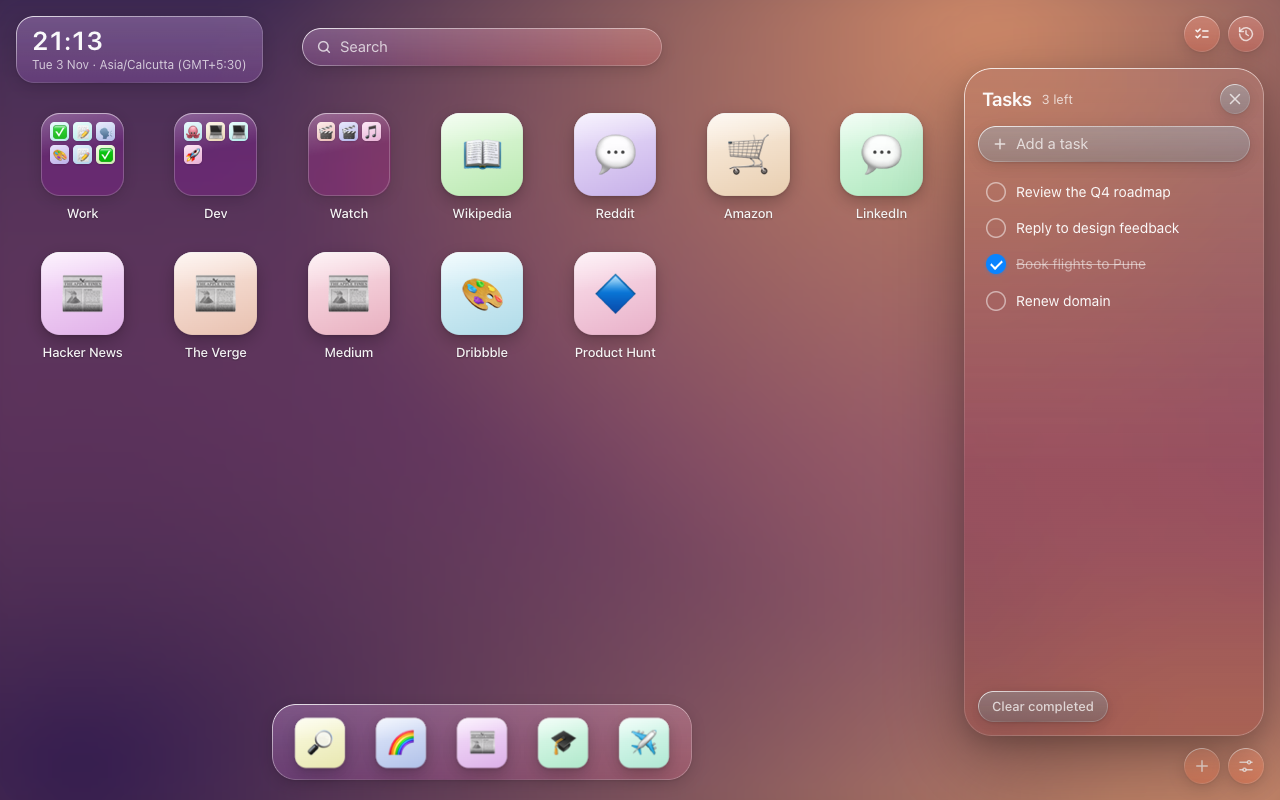 21:13
Tue 3 Nov · Asia/Calcutta (GMT+5:30)
Search
Tasks 3 left
Add a task
Review the Q4 roadmap
Reply to design feedback
Book flights to Pune
Renew domain
Clear completed
Work
Dev
Watch
Wikipedia
Reddit
Amazon
LinkedIn
Hacker News
The Verge
Medium
Dribbble
Product Hunt